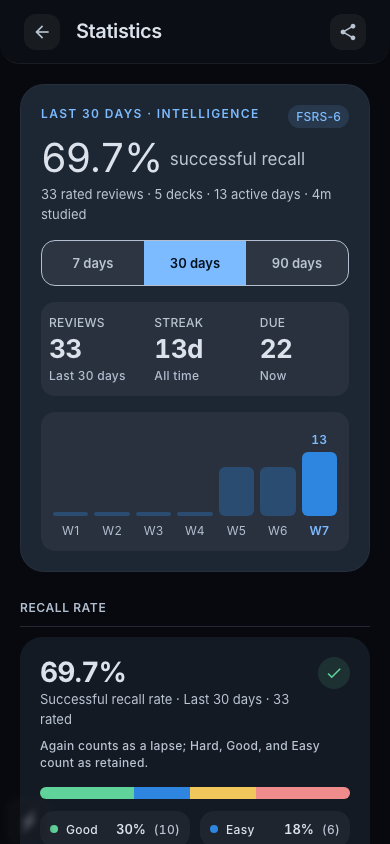 Statistics
LAST 30 DAYS · INTELLIGENCE
FSRS-6
69.7% successful recall
33 rated reviews · 5 decks · 13 active days · 4m
studied
7 days 30 days 90 days
REVIEWS STREAK DUE
33 13d 22
Last 30 days All time Now
13
W1 W2 W3 W4 W5 W6 W7
RECALL RATE
69.7%
Successful recall rate · Last 30 days · 33
rated
Again counts as a lapse; Hard, Good, and Easy
count as retained.
Good 30% (10) Easy 18% (6)